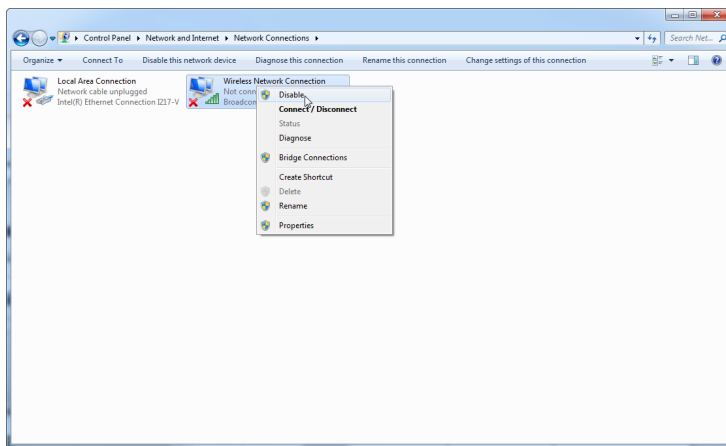 Control Panel ▸ Network and Internet ▸ Network Connections ▸
Search Net...
Organize Connect To Disable this network device Diagnose this connection Rename this connection Change settings of this connection
Local Area Connection
Network cable unplugged
Intel(R) Ethernet Connection I217-V
Wireless Network Connection
Not conn
Broadcon
Disable
Connect / Disconnect
Status
Diagnose
Bridge Connections
Create Shortcut
Delete
Rename
Properties